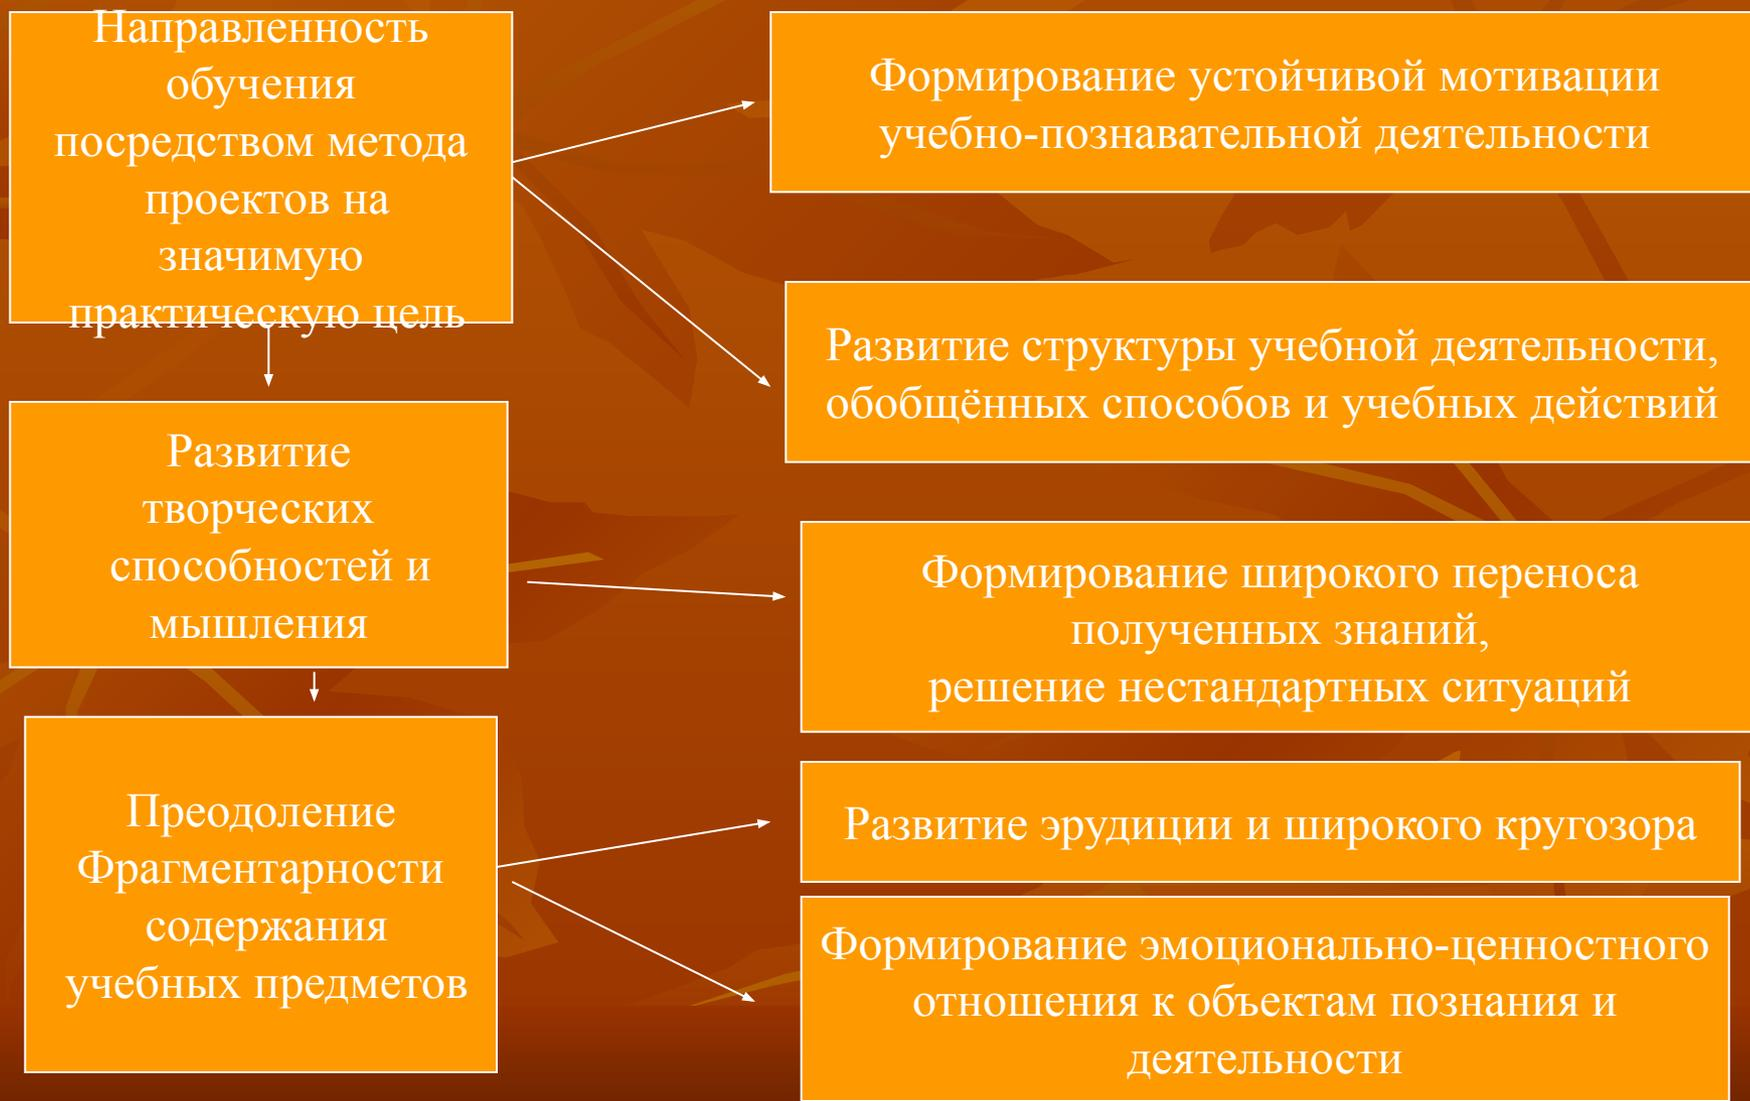 Направленность
обучения
посредством метода
проектов на
значимую
практическую цель
Формирование устойчивой мотивации
учебно-познавательной деятельности
Развитие структуры учебной деятельности,
обобщённых способов и учебных действий
Развитие
творческих
способностей и
мышления
Формирование широкого переноса
полученных знаний,
решение нестандартных ситуаций
Преодоление
Фрагментарности
содержания
учебных предметов
Развитие эрудиции и широкого кругозора
Формирование эмоционально-ценностного
отношения к объектам познания и
деятельности